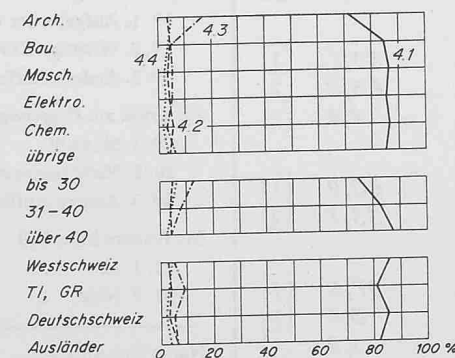 Arch.
4.3
Bau.
4.4
4.1
Masch.
Elektro.
4.2
Chem.
übrige
bis 30
31-40
über 40
Westschweiz
TI, GR
Deutschschweiz
Ausländer
0 20 40 60 80 100 %